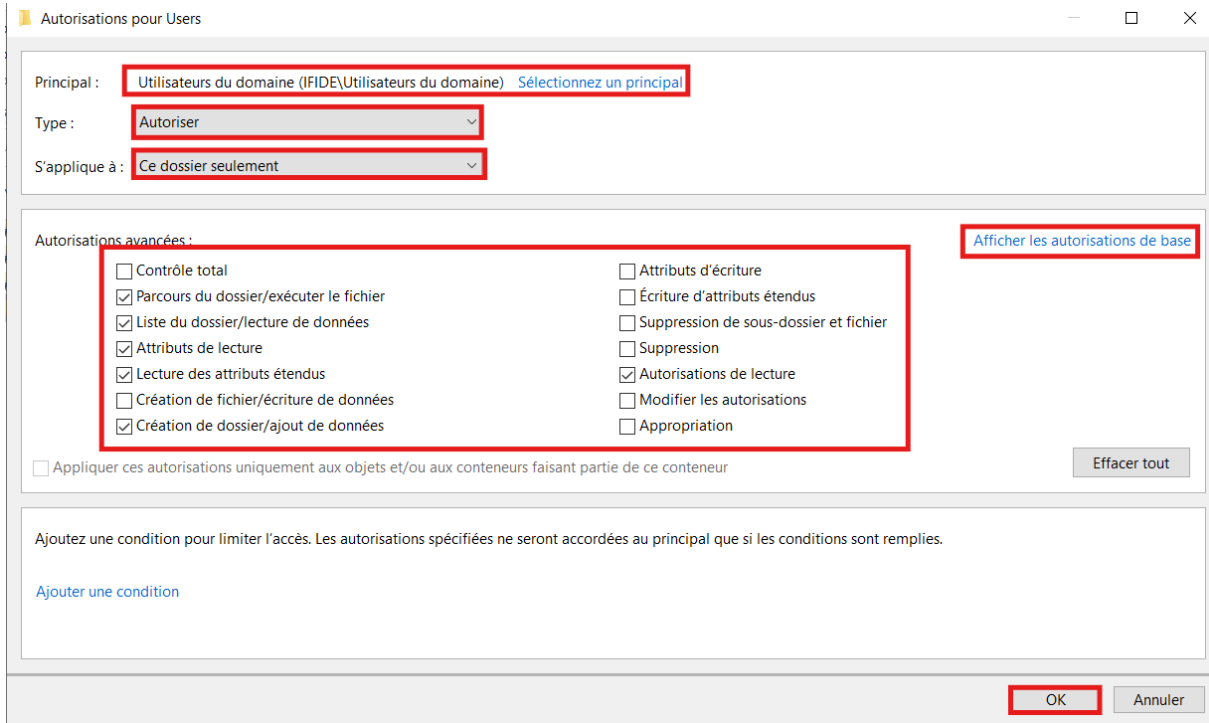 Autorisations pour Users
Principal : Utilisateurs du domaine (IFIDE\Utilisateurs du domaine) Sélectionnez un principal
Type : Autoriser
S’applique à : Ce dossier seulement
Autorisations avancées : Afficher les autorisations de base
Contrôle total Attributs d’écriture
Parcours du dossier/exécuter le fichier Écriture d’attributs étendus
Liste du dossier/lecture de données Suppression de sous-dossier et fichier
Attributs de lecture Suppression
Lecture des attributs étendus Autorisations de lecture
Création de fichier/écriture de données Modifier les autorisations
Création de dossier/ajout de données Appropriation
Appliquer ces autorisations uniquement aux objets et/ou aux conteneurs faisant partie de ce conteneur Effacer tout
Ajoutez une condition pour limiter l’accès. Les autorisations spécifiées ne seront accordées au principal que si les conditions sont remplies.
Ajouter une condition
OK Annuler